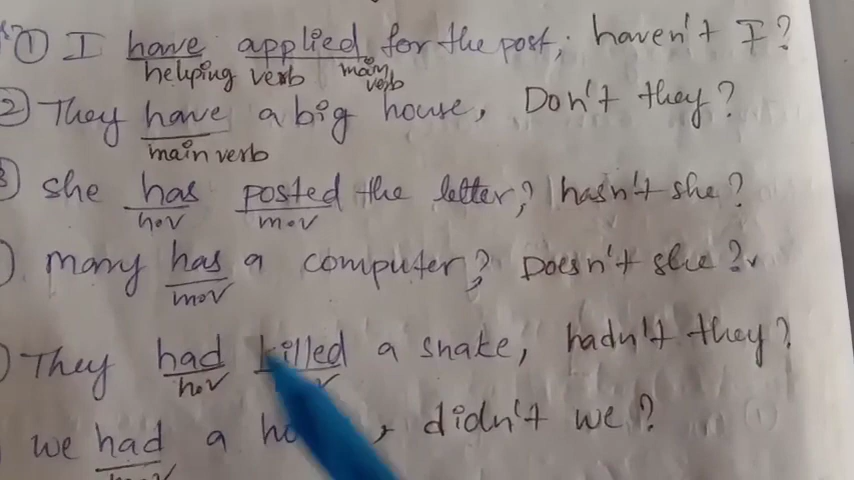 ① I have applied for the post, haven't I?
helping verb main verb
② They have a big house, Don't they?
main verb
she has posted the letter? hasn't she?
h.v m.v
many has a computer? Doesn't she?
m.v
They had killed a snake, hadn't they?
h.v
we had a , didn't we?